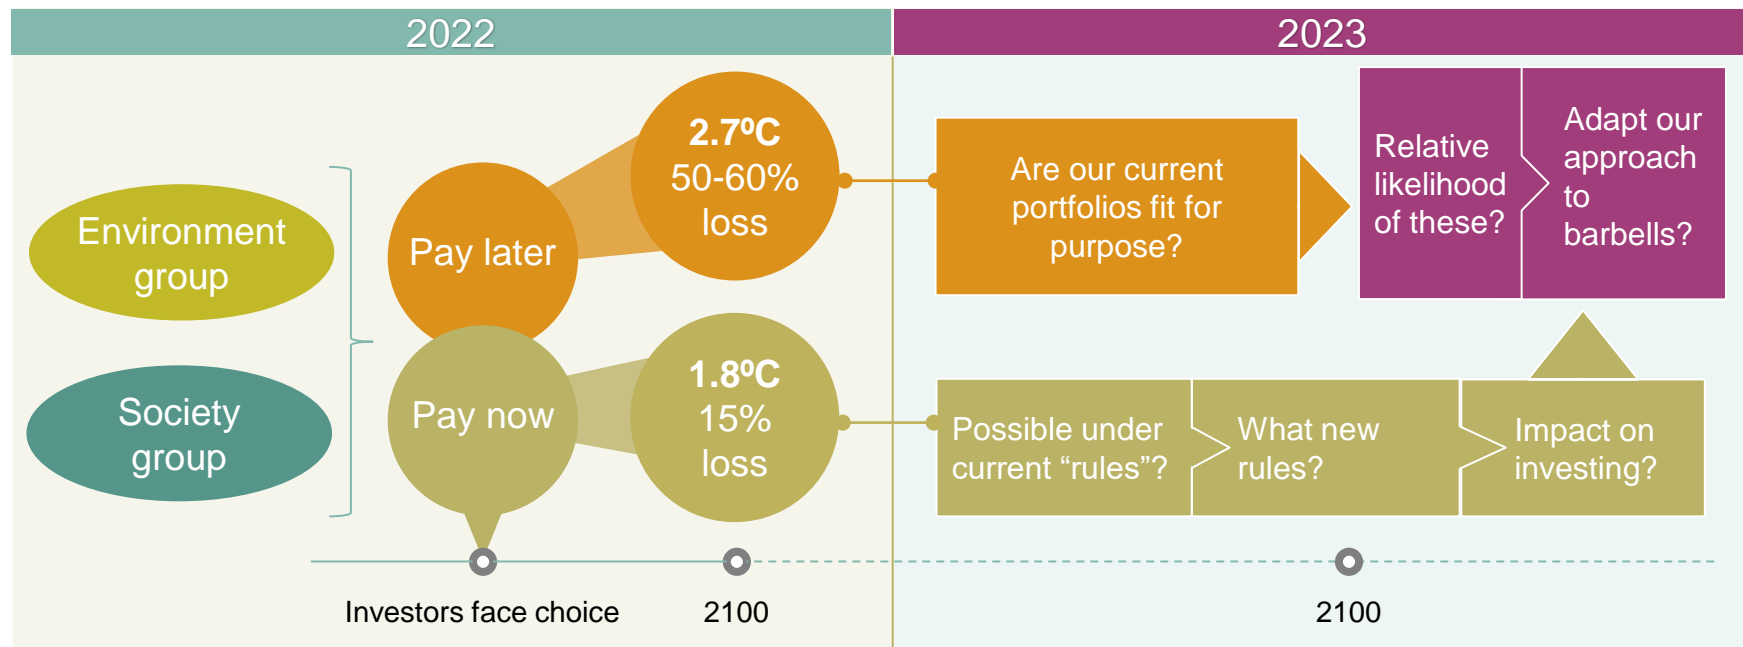 2022
2023
Environment
group
Society
group
Pay later
Pay now
2.7ºC
50-60%
loss
1.8ºC
15%
loss
Investors face choice
2100
Are our current
portfolios fit for
purpose?
Relative
likelihood
of these?
Adapt our
approach
to
barbells?
Possible under
current “rules”?
What new
rules?
Impact on
investing?
2100